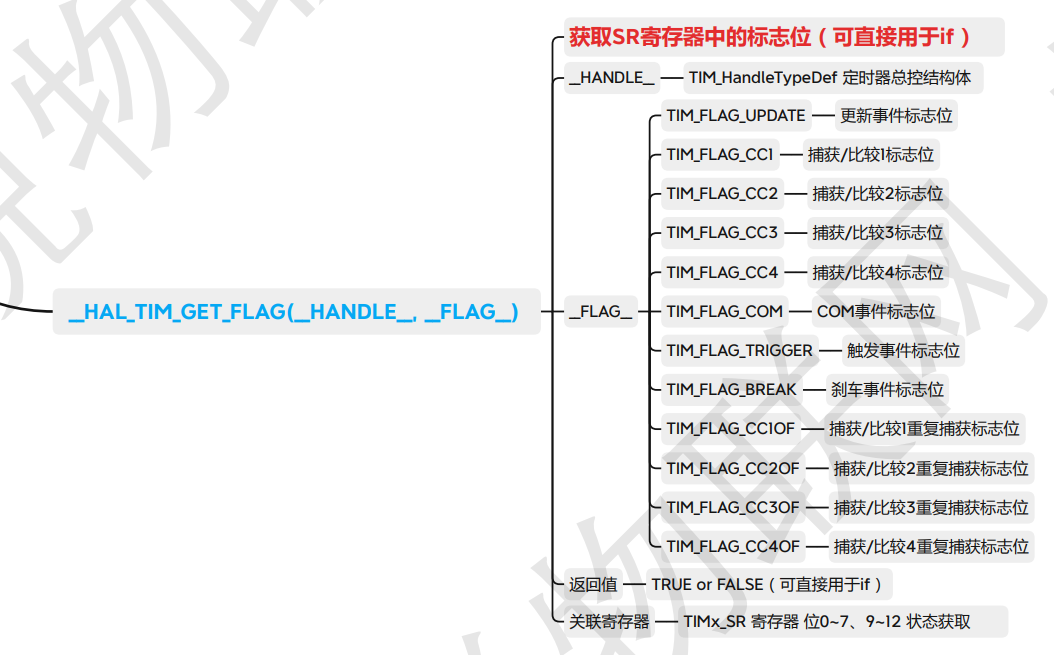 获取SR寄存器中的标志位（可直接用于if）
__HANDLE__ TIM_HandleTypeDef 定时器总控结构体
TIM_FLAG_UPDATE 更新事件标志位
TIM_FLAG_CC1 捕获/比较1标志位
TIM_FLAG_CC2 捕获/比较2标志位
TIM_FLAG_CC3 捕获/比较3标志位
TIM_FLAG_CC4 捕获/比较4标志位
__HAL_TIM_GET_FLAG(__HANDLE__, __FLAG__) __FLAG__ TIM_FLAG_COM COM事件标志位
TIM_FLAG_TRIGGER 触发事件标志位
TIM_FLAG_BREAK 刹车事件标志位
TIM_FLAG_CC1OF 捕获/比较1重复捕获标志位
TIM_FLAG_CC2OF 捕获/比较2重复捕获标志位
TIM_FLAG_CC3OF 捕获/比较3重复捕获标志位
TIM_FLAG_CC4OF 捕获/比较4重复捕获标志位
返回值 TRUE or FALSE（可直接用于if）
关联寄存器 TIMx_SR 寄存器 位0~7、9~12 状态获取
物联网